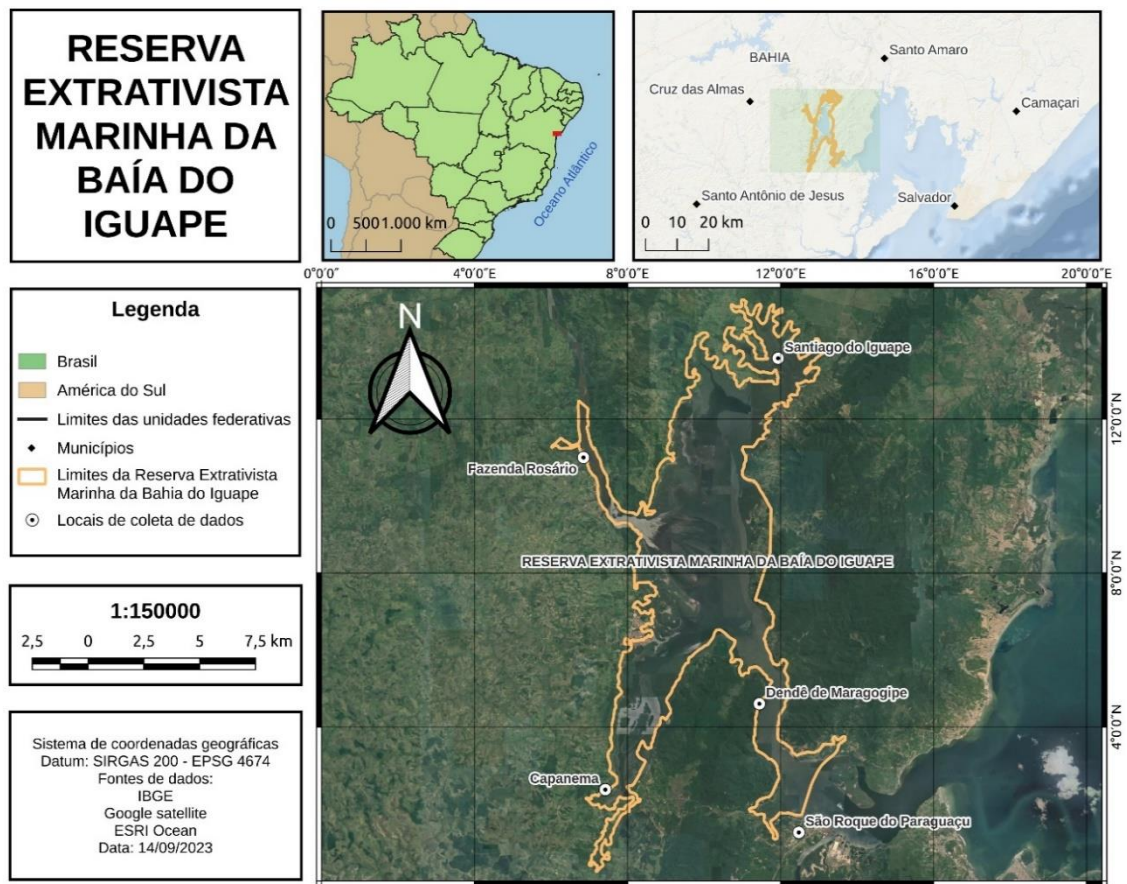 RESERVA
EXTRATIVISTA
MARINHA DA
BAÍA DO
IGUAPE
Oceano Atlântico
0 5001.000 km
BAHIA
Santo Amaro
Cruz das Almas
Camaçari
Santo Antônio de Jesus
Salvador
0 10 20 km
Legenda
Brasil
América do Sul
Limites das unidades federativas
Municípios
Limites da Reserva Extrativista
Marinha da Bahia do Iguape
Locais de coleta de dados
1:150000
2,5 0 2,5 5 7,5 km
Sistema de coordenadas geográficas
Datum: SIRGAS 200 - EPSG 4674
Fontes de dados:
IBGE
Google satellite
ESRI Ocean
Data: 14/09/2023
0°00'0"E 4°00'0"E 8°00'0"E 12°0'0"E 16°0'0"E 20°0'0"E
N
Santiago do Iguape
12°0'0"N
Fazenda Rosário
RESERVA EXTRATIVISTA MARINHA DA BAÍA DO IGUAPE
8°0'0"N
Dendê de Maragogipe
4°0'0"N
Capanema
São Roque do Paraguaçu